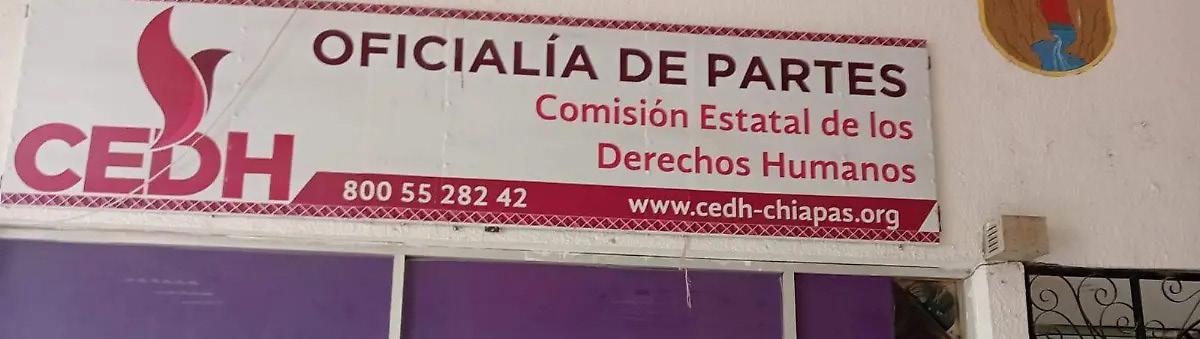 CEDH
OFICIALÍA DE PARTES
Comisión Estatal de los
Derechos Humanos
800 55 282 42
www.cedh-chiapas.org